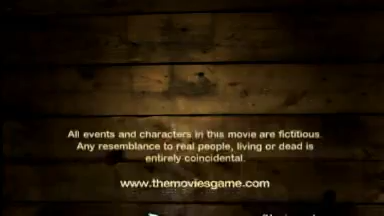 All events and characters in this movie are fictitious.
Any resemblance to real people, living or dead is
entirely coincidental.
www.themoviesgame.com